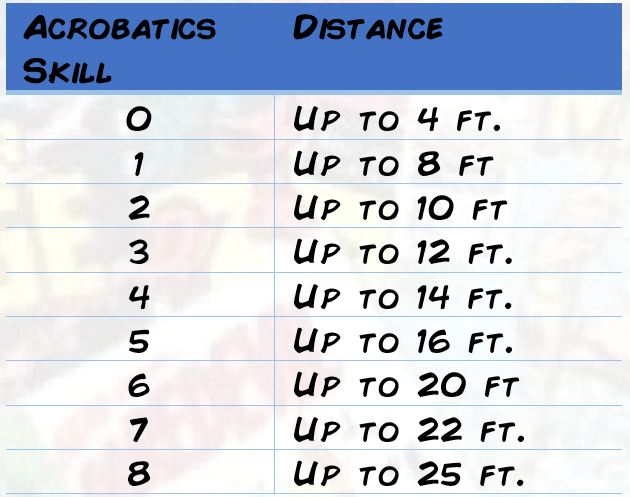 Acrobatics Distance
Skill
0 Up to 4 ft.
1 Up to 8 ft
2 Up to 10 ft
3 Up to 12 ft.
4 Up to 14 ft.
5 Up to 16 ft.
6 Up to 20 ft
7 Up to 22 ft.
8 Up to 25 ft.